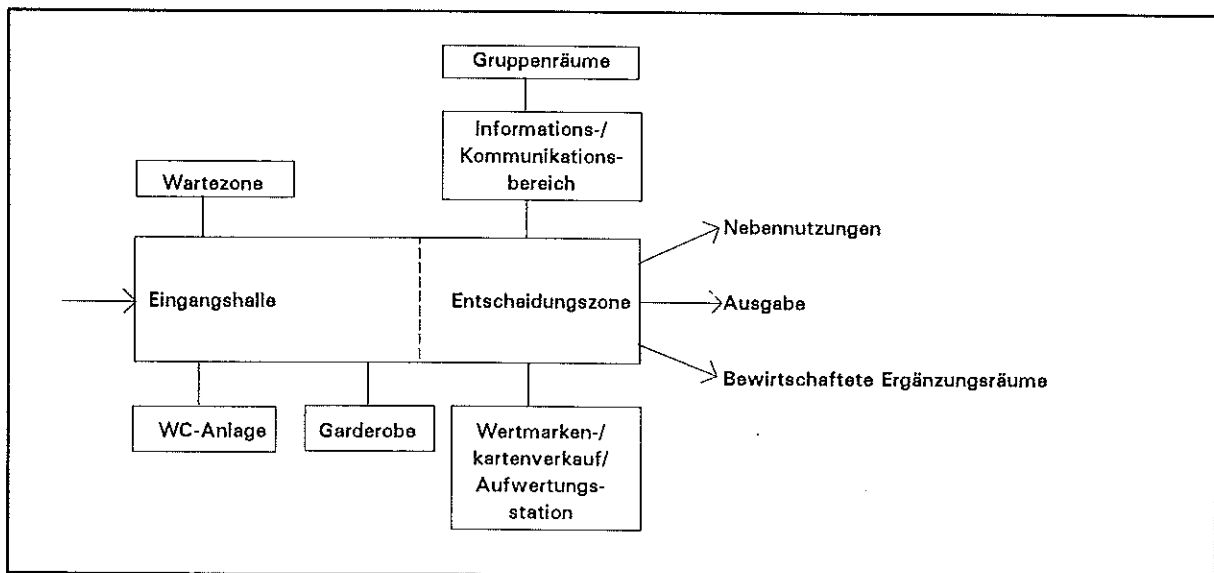 Gruppenräume
Informations-/
Kommunikations-
bereich
Wartezone
Nebennutzungen
Eingangshalle
Entscheidungszone
Ausgabe
Bewirtschaftete Ergänzungsräume
WC-Anlage
Garderobe
Wertmarken-/
kartenverkauf/
Aufwertungs-
station